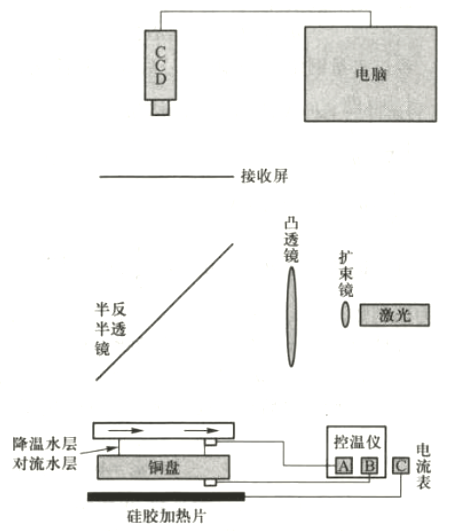 CCD
电脑
接收屏
凸透镜
扩束镜
激光
半反
半透
镜
降温水层
对流水层
铜盘
控温仪
A
B
C
电流表
硅胶加热片